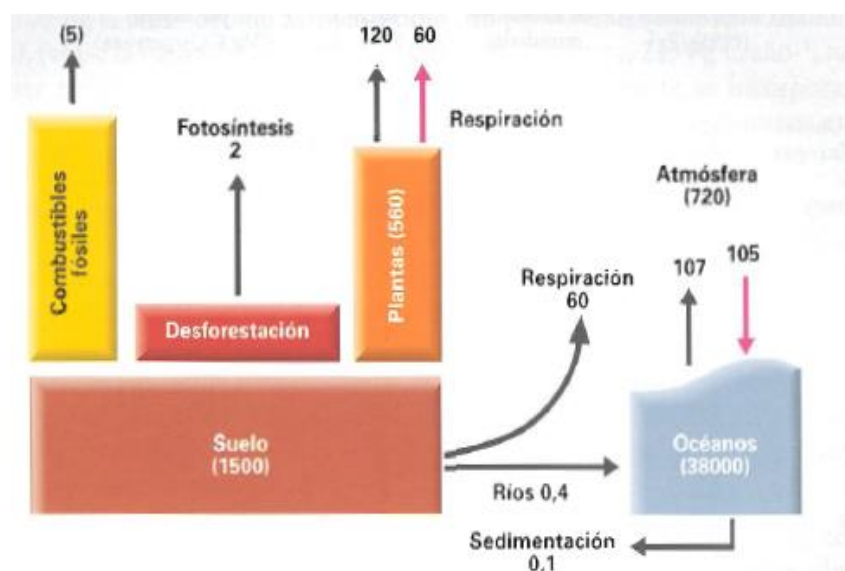 (5)
120
60
Fotosíntesis
2
Respiración
Combustibles
fósiles
Desforestación
Plantas (560)
Atmósfera
(720)
Respiración
60
107
105
Suelo
(1500)
Océanos
(38000)
Ríos 0,4
Sedimentación
0,1